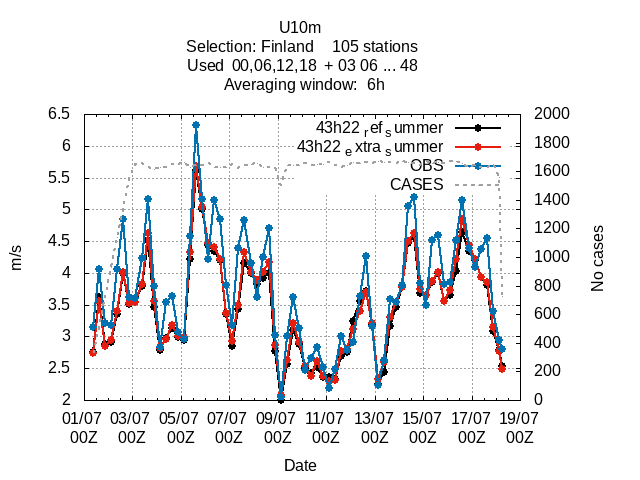 U10m
Selection: Finland 105 stations
Used 00,06,12,18 + 03 06 ... 48
Averaging window: 6h
43h22 ref summer
43h22 extra summer
OBS
CASES
m/s
6.5
6
5.5
5
4.5
4
3.5
3
2.5
2
No cases
2000
1800
1600
1400
1200
1000
800
600
400
200
0
01/07 03/07 05/07 07/07 09/07 11/07 13/07 15/07 17/07 19/07
00Z 00Z 00Z 00Z 00Z 00Z 00Z 00Z 00Z 00Z
Date